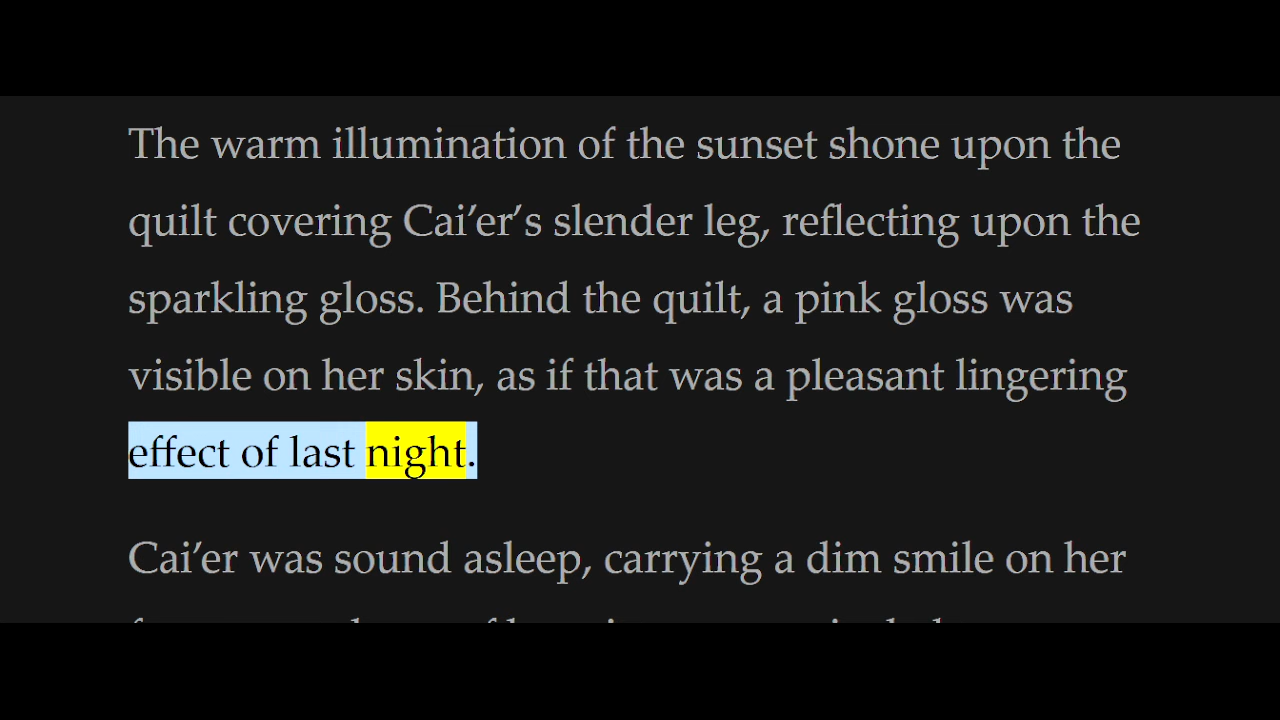 The warm illumination of the sunset shone upon the
quilt covering Cai’er’s slender leg, reflecting upon the
sparkling gloss. Behind the quilt, a pink gloss was
visible on her skin, as if that was a pleasant lingering
effect of last night.
Cai’er was sound asleep, carrying a dim smile on her